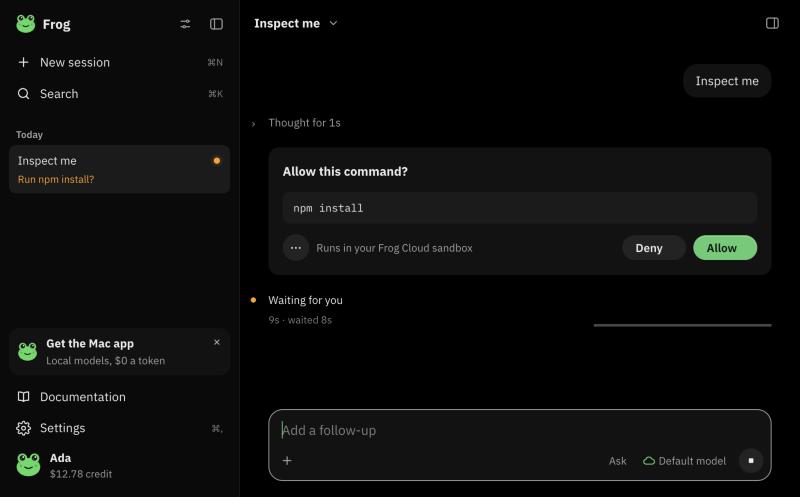 Frog
New session ⌘N
Search ⌘K
Today
Inspect me
Run npm install?
Get the Mac app ×
Local models, $0 a token
Documentation
Settings ⌘,
Ada
$12.78 credit
Inspect me
Inspect me
Thought for 1s
Allow this command?
npm install
Runs in your Frog Cloud sandbox Deny Allow
Waiting for you
9s · waited 8s
Add a follow-up
Ask Default model